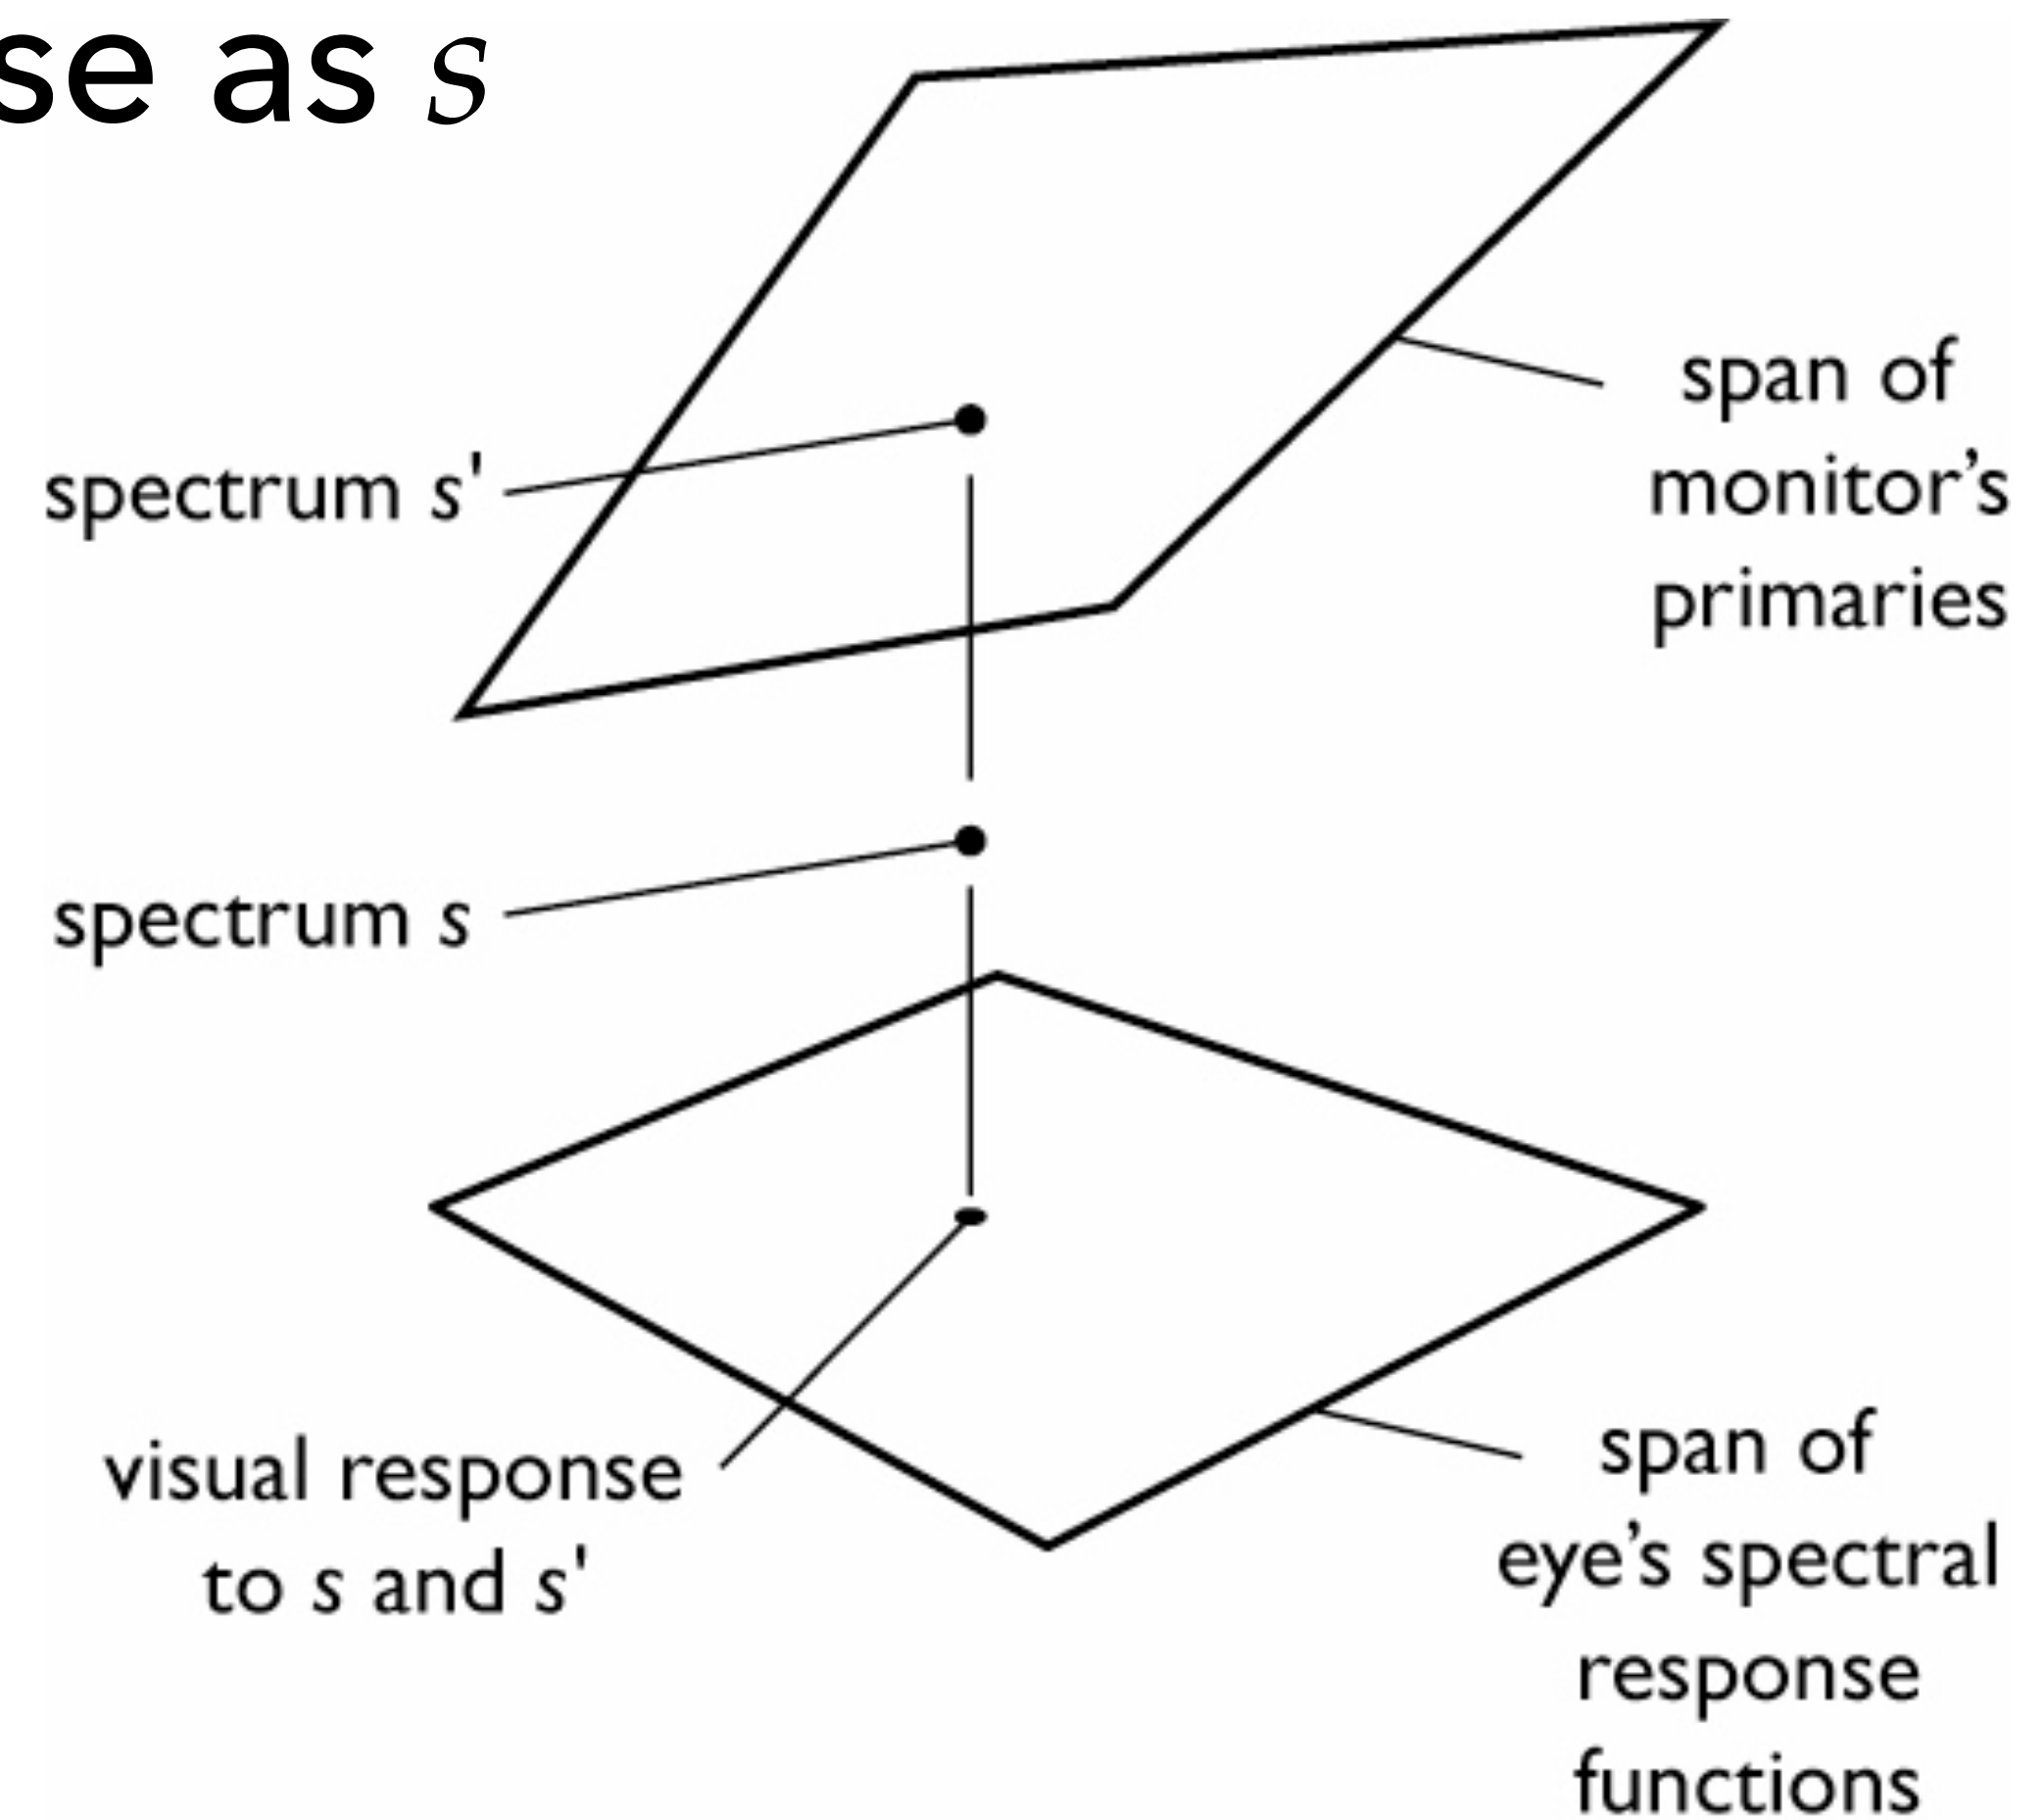 se as s
span of
monitor’s
primaries
spectrum s'
spectrum s
visual response
to s and s'
span of
eye’s spectral
response
functions